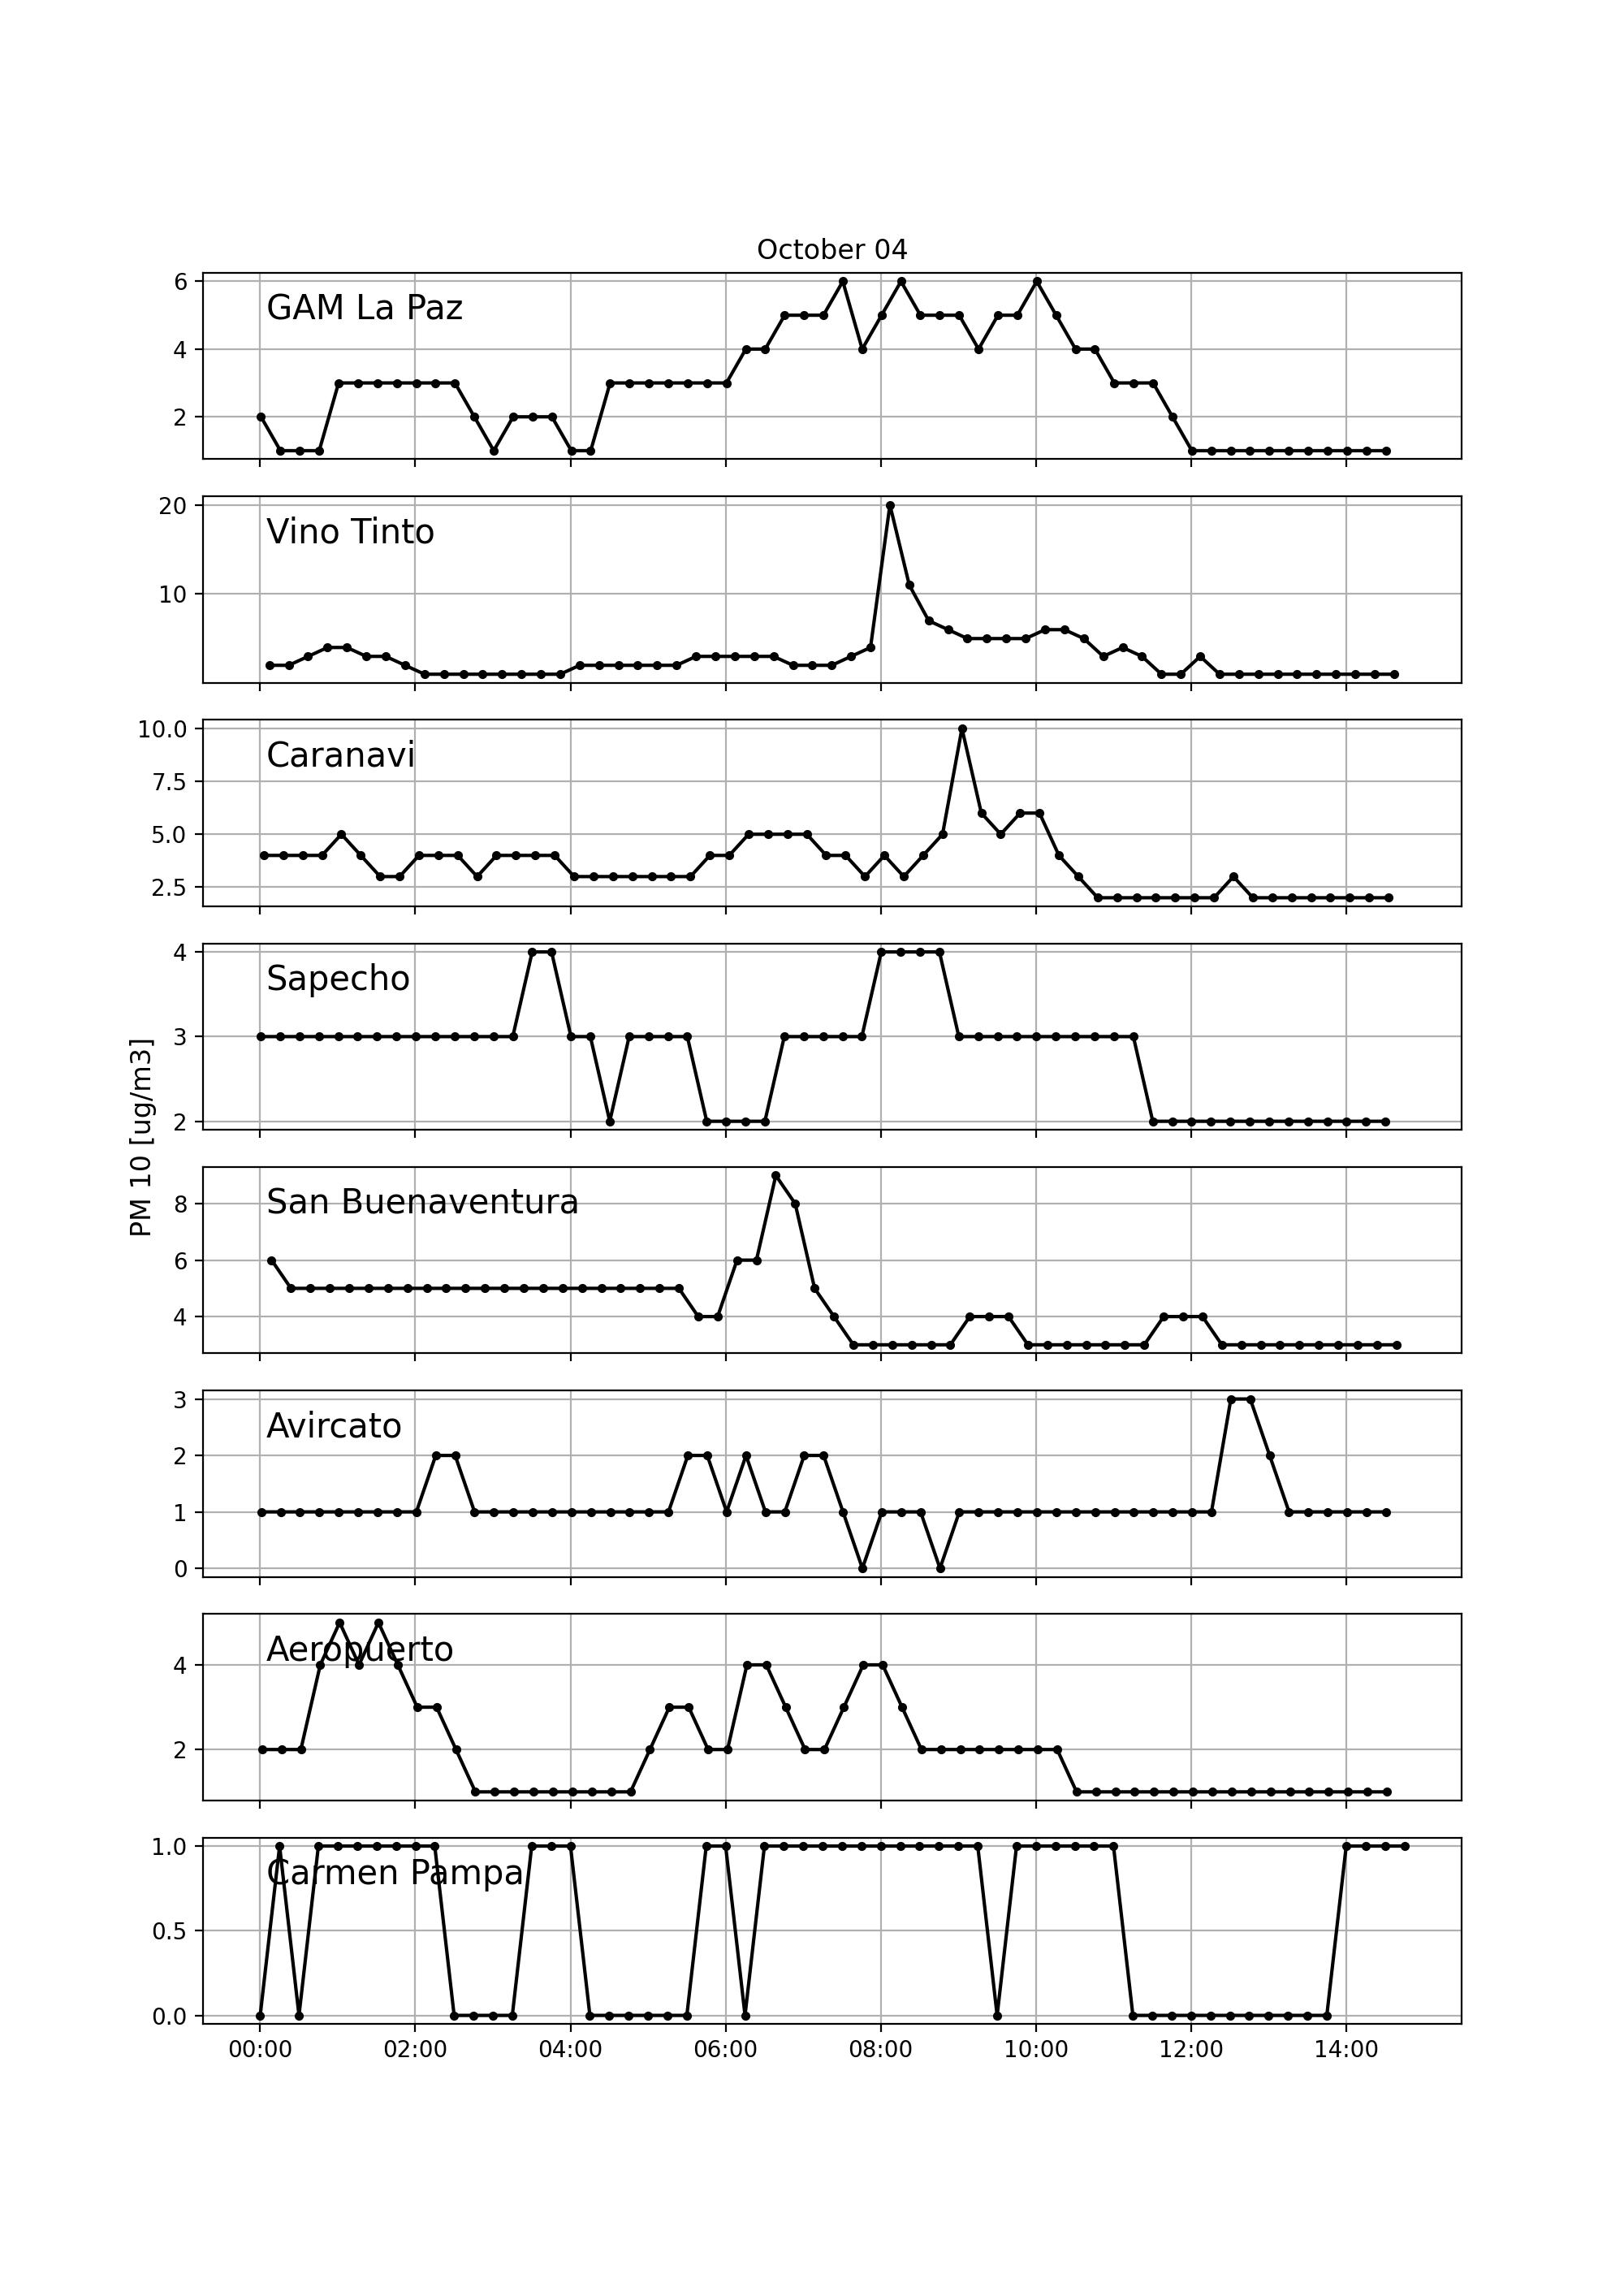 October 04
PM 10 [ug/m3]
6
GAM La Paz
4
2
20
Vino Tinto
10
10.0
Caranavi
7.5
5.0
2.5
4
Sapecho
3
2
8
San Buenaventura
6
4
3
Avircato
2
1
0
Aeropuerto
4
2
1.0
Carmen Pampa
0.5
0.0
00:00 02:00 04:00 06:00 08:00 10:00 12:00 14:00